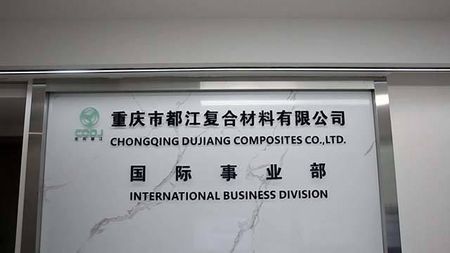 重庆市都江复合材料有限公司
CHONGQING DUJIANG COMPOSITES CO.,LTD.
国际事业部
INTERNATIONAL BUSINESS DIVISION